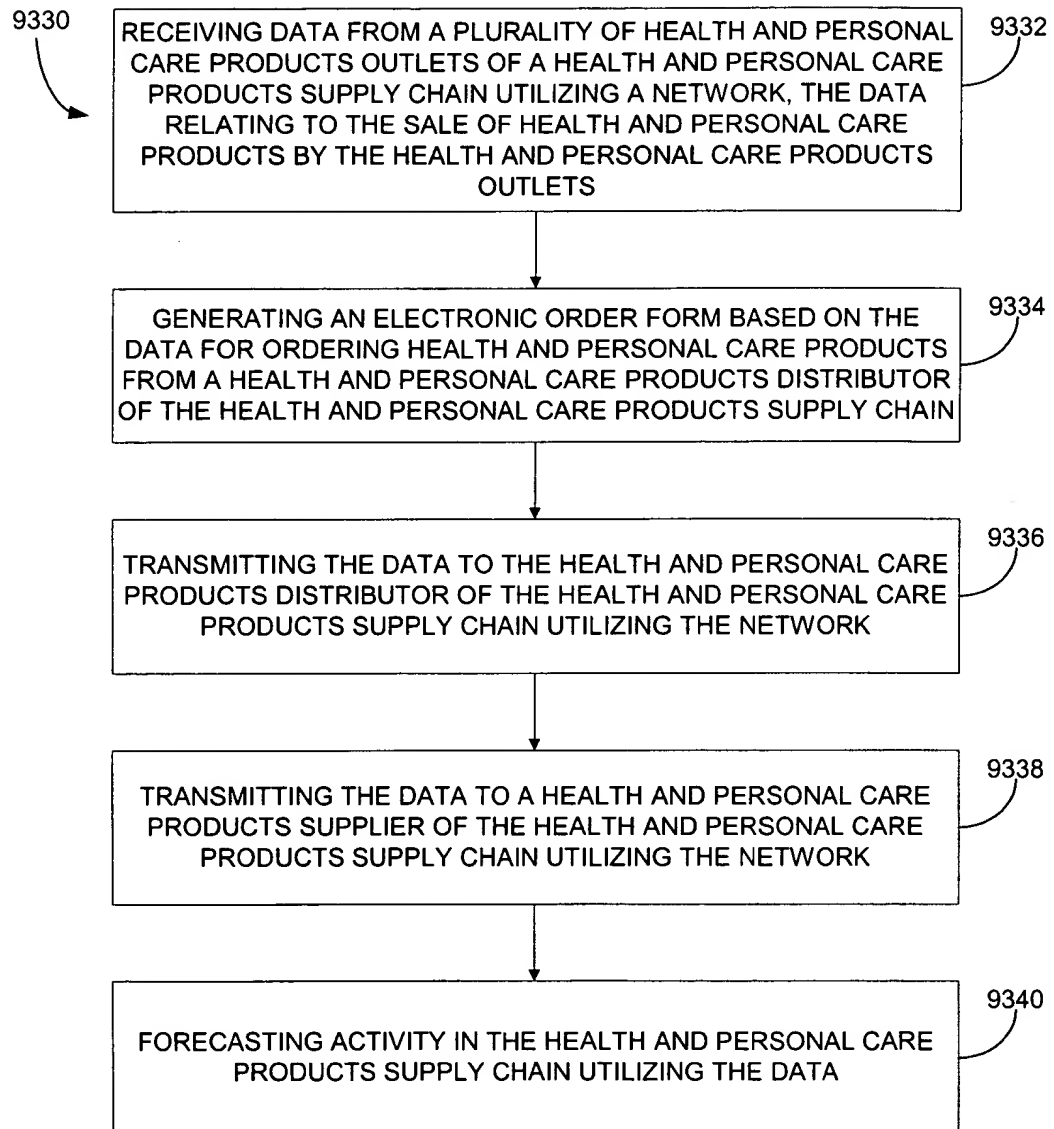 9330
RECEIVING DATA FROM A PLURALITY OF HEALTH AND PERSONAL
CARE PRODUCTS OUTLETS OF A HEALTH AND PERSONAL CARE
PRODUCTS SUPPLY CHAIN UTILIZING A NETWORK, THE DATA
RELATING TO THE SALE OF HEALTH AND PERSONAL CARE
PRODUCTS BY THE HEALTH AND PERSONAL CARE PRODUCTS
OUTLETS
9332
GENERATING AN ELECTRONIC ORDER FORM BASED ON THE
DATA FOR ORDERING HEALTH AND PERSONAL CARE PRODUCTS
FROM A HEALTH AND PERSONAL CARE PRODUCTS DISTRIBUTOR
OF THE HEALTH AND PERSONAL CARE PRODUCTS SUPPLY CHAIN
9334
TRANSMITTING THE DATA TO THE HEALTH AND PERSONAL CARE
PRODUCTS DISTRIBUTOR OF THE HEALTH AND PERSONAL CARE
PRODUCTS SUPPLY CHAIN UTILIZING THE NETWORK
9336
TRANSMITTING THE DATA TO A HEALTH AND PERSONAL CARE
PRODUCTS SUPPLIER OF THE HEALTH AND PERSONAL CARE
PRODUCTS SUPPLY CHAIN UTILIZING THE NETWORK
9338
FORECASTING ACTIVITY IN THE HEALTH AND PERSONAL CARE
PRODUCTS SUPPLY CHAIN UTILIZING THE DATA
9340